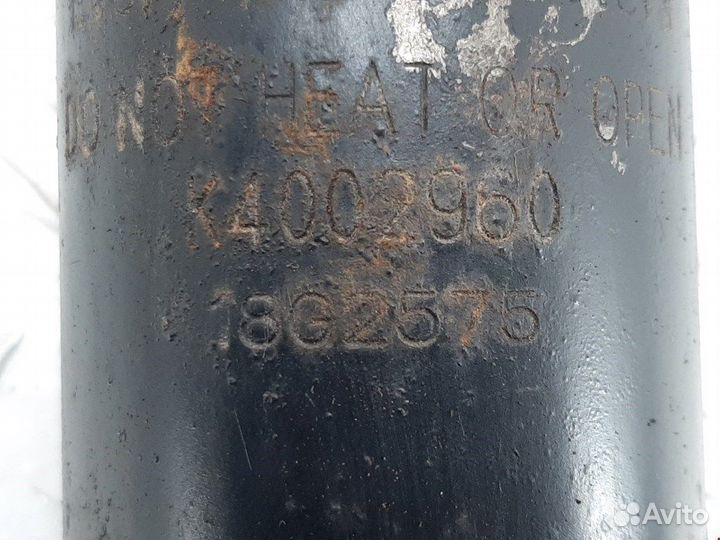 DO NOT HEAT OR OPEN
K4002960
18G2575
Avito